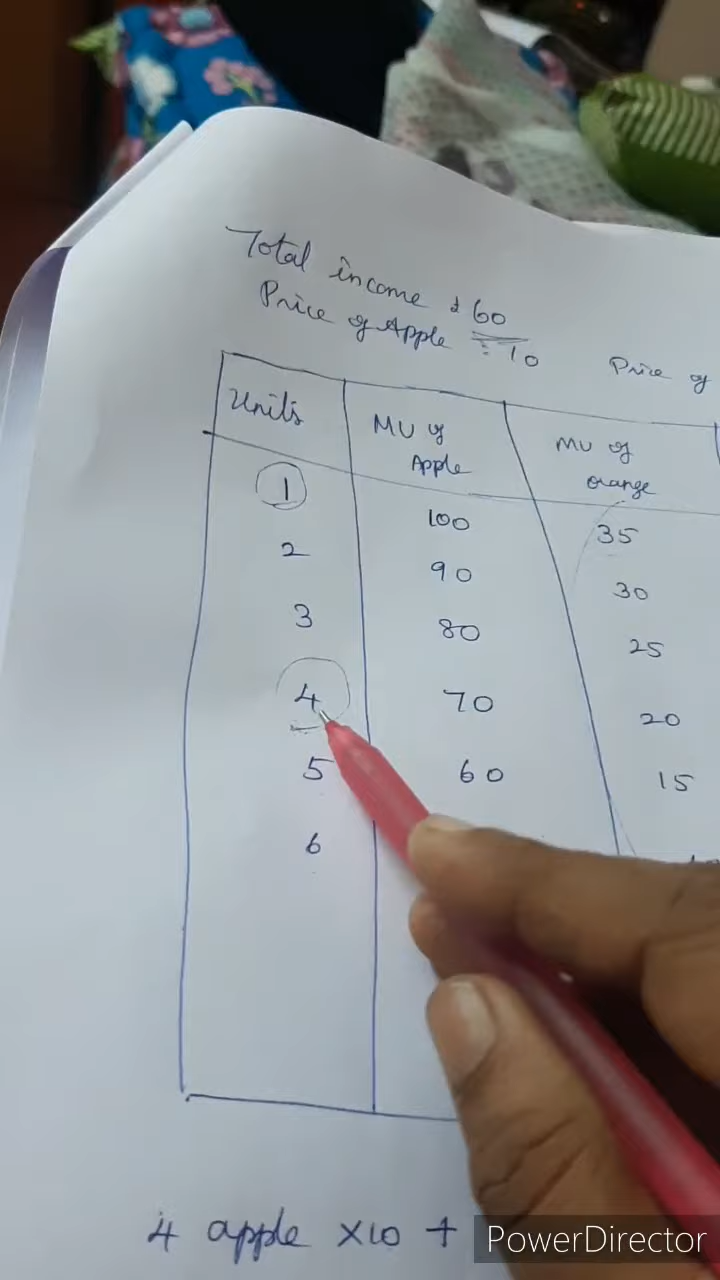 Total income ₹ 60
Price of Apple = 10 Price of
Units MU of Apple MU of orange
1 100 35
2 90 30
3 80 25
4 70 20
5 60 15
6
4 apple ×10 +
PowerDirector